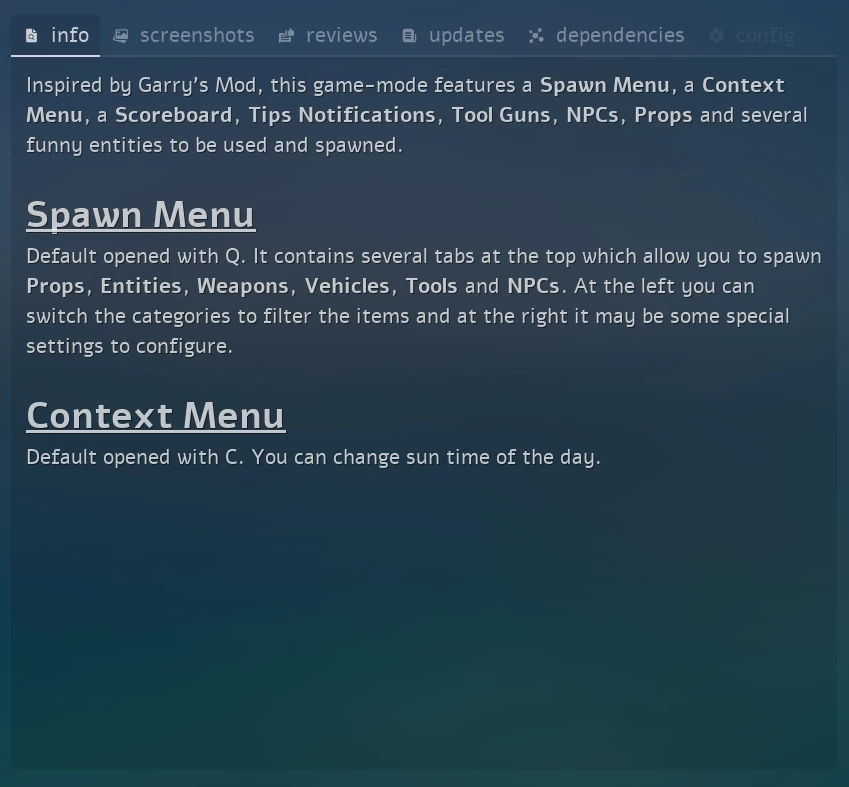 info screenshots reviews updates dependencies config
Inspired by Garry's Mod, this game-mode features a Spawn Menu, a Context
Menu, a Scoreboard, Tips Notifications, Tool Guns, NPCs, Props and several
funny entities to be used and spawned.
Spawn Menu
Default opened with Q. It contains several tabs at the top which allow you to spawn
Props, Entities, Weapons, Vehicles, Tools and NPCs. At the left you can
switch the categories to filter the items and at the right it may be some special
settings to configure.
Context Menu
Default opened with C. You can change sun time of the day.